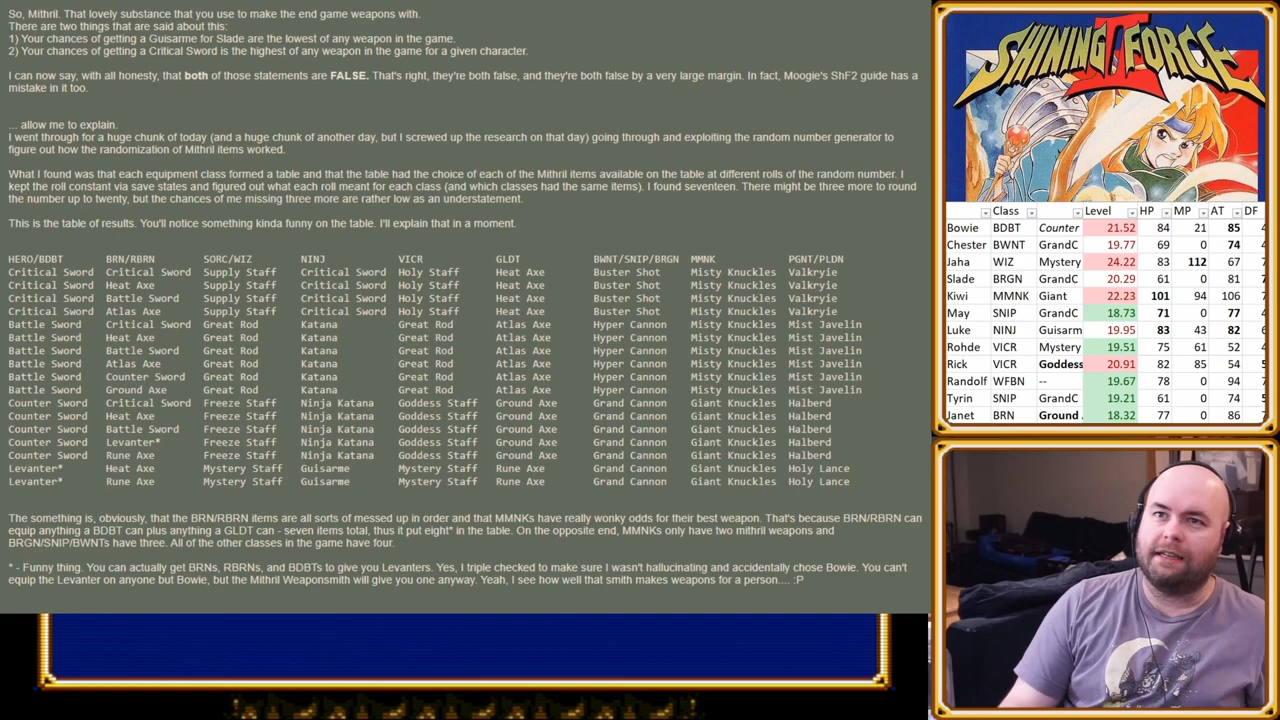 So, Mithril. That lovely substance that you use to make the end game weapons with.
There are two things that are said about this:
1) Your chances of getting a Guisarme for Slade are the lowest of any weapon in the game.
2) Your chances of getting a Critical Sword is the highest of any weapon in the game for a given character.
I can now say, with all honesty, that both of those statements are FALSE. That's right, they're both false, and they're both false by a very large margin. In fact, Moogie's ShF2 guide has a
mistake in it too.
... allow me to explain.
I went through for a huge chunk of today (and a huge chunk of another day, but I screwed up the research on that day) going through and exploiting the random number generator to
figure out how the randomization of Mithril items worked.
What I found was that each equipment class formed a table and that the table had the choice of each of the Mithril items available on the table at different rolls of the random number. I
kept the roll constant via save states and figured out what each roll meant for each class (and which classes had the same items). I found seventeen. There might be three more to round
the number up to twenty, but the chances of me missing three more are rather low as an understatement.
This is the table of results. You'll notice something kinda funny on the table. I'll explain that in a moment.
HERO/BDBT BRN/RBRN SORC/WIZ NINJ VICR GLDT BWNT/SNIP/BRGN MMNK PGNT/PLDN
Critical Sword Critical Sword Supply Staff Critical Sword Holy Staff Heat Axe Buster Shot Misty Knuckles Valkryie
Critical Sword Heat Axe Supply Staff Critical Sword Holy Staff Heat Axe Buster Shot Misty Knuckles Valkryie
Critical Sword Battle Sword Supply Staff Critical Sword Holy Staff Heat Axe Buster Shot Misty Knuckles Valkryie
Critical Sword Atlas Axe Supply Staff Critical Sword Holy Staff Heat Axe Buster Shot Misty Knuckles Valkryie
Battle Sword Critical Sword Great Rod Katana Great Rod Atlas Axe Hyper Cannon Misty Knuckles Mist Javelin
Battle Sword Heat Axe Great Rod Katana Great Rod Atlas Axe Hyper Cannon Misty Knuckles Mist Javelin
Battle Sword Battle Sword Great Rod Katana Great Rod Atlas Axe Hyper Cannon Misty Knuckles Mist Javelin
Battle Sword Atlas Axe Great Rod Katana Great Rod Atlas Axe Hyper Cannon Misty Knuckles Mist Javelin
Battle Sword Counter Sword Great Rod Katana Great Rod Atlas Axe Hyper Cannon Misty Knuckles Mist Javelin
Battle Sword Ground Axe Great Rod Katana Great Rod Atlas Axe Hyper Cannon Misty Knuckles Mist Javelin
Counter Sword Critical Sword Freeze Staff Ninja Katana Goddess Staff Ground Axe Grand Cannon Giant Knuckles Halberd
Counter Sword Heat Axe Freeze Staff Ninja Katana Goddess Staff Ground Axe Grand Cannon Giant Knuckles Halberd
Counter Sword Battle Sword Freeze Staff Ninja Katana Goddess Staff Ground Axe Grand Cannon Giant Knuckles Halberd
Counter Sword Levanter* Freeze Staff Ninja Katana Goddess Staff Ground Axe Grand Cannon Giant Knuckles Halberd
Counter Sword Rune Axe Freeze Staff Ninja Katana Goddess Staff Ground Axe Grand Cannon Giant Knuckles Halberd
Levanter* Heat Axe Mystery Staff Guisarme Mystery Staff Rune Axe Grand Cannon Giant Knuckles Holy Lance
Levanter* Rune Axe Mystery Staff Guisarme Mystery Staff Rune Axe Grand Cannon Giant Knuckles Holy Lance
The something is, obviously, that the BRN/RBRN items are all sorts of messed up in order and that MMNKs have really wonky odds for their best weapon. That's because BRN/RBRN can
equip anything a BDBT can plus anything a GLDT can - seven items total, thus it put eight* in the table. On the opposite end, MMNKs only have two mithril weapons and
BRGN/SNIP/BWNTs have three. All of the other classes in the game have four.
* - Funny thing. You can actually get BRNs, RBRNs, and BDBTs to give you Levanters. Yes, I triple checked to make sure I wasn't hallucinating and accidentally chose Bowie. You can't
equip the Levanter on anyone but Bowie, but the Mithril Weaponsmith will give you one anyway. Yeah, I see how well that smith makes weapons for a person.... :P
SHINING FORCE II
Class Level HP MP AT DF
Bowie BDBT Counter 21.52 84 21 85
Chester BWNT GrandC 19.77 69 0 74
Jaha WIZ Mystery 24.22 83 112 67
Slade BRGN GrandC 20.29 61 0 81
Kiwi MMNK Giant 22.23 101 94 106
May SNIP GrandC 18.73 71 0 77
Luke NINJ Guisarm 19.95 83 43 82
Rohde VICR Mystery 19.51 75 61 52
Rick VICR Goddess 20.91 82 85 54
Randolf WFBN -- 19.67 78 0 94
Tyrin SNIP GrandC 19.21 61 0 74
Janet BRN Ground 18.32 77 0 86